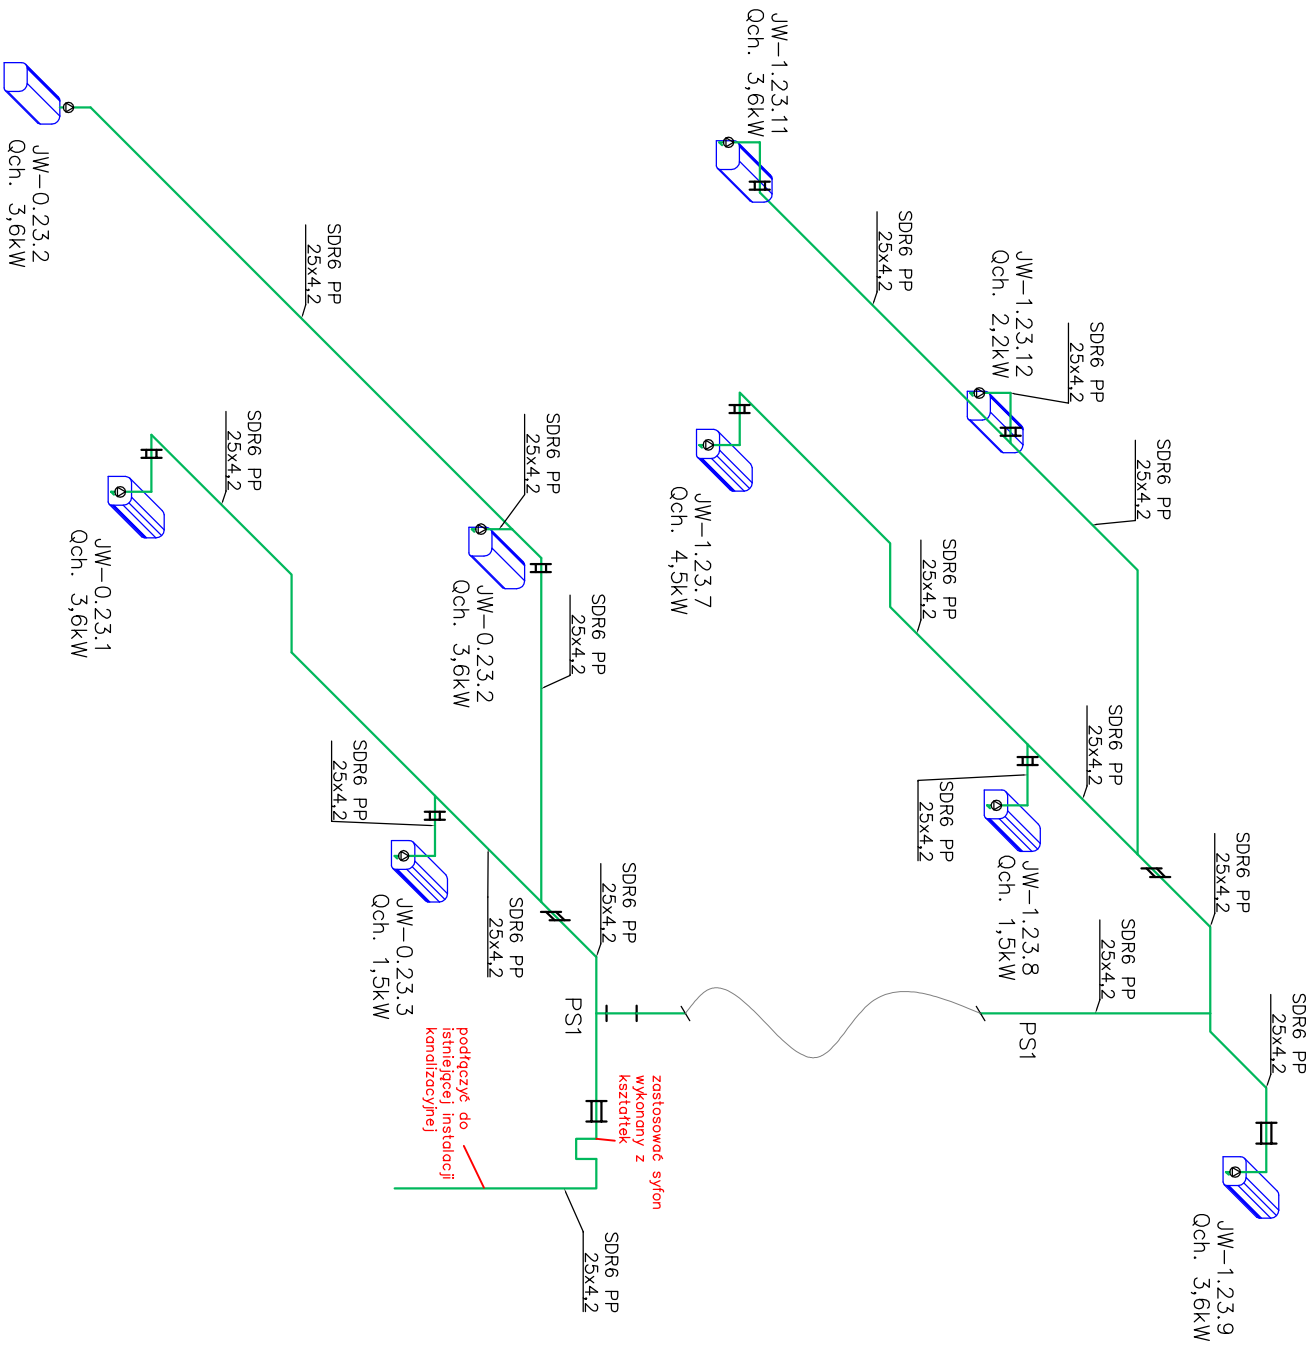 JW-1.23.9
Qch. 3,6kW
SDR6 PP
25x4,2
SDR6 PP
25x4,2
SDR6 PP
25x4,2
PS1
JW-1.23.12
Qch. 2,2kW
SDR6 PP
25x4,2
SDR6 PP
25x4,2
SDR6 PP
25x4,2
JW-1.23.8
Qch. 1,5kW
SDR6 PP
25x4,2
SDR6 PP
25x4,2
JW-1.23.11
Qch. 3,6kW
SDR6 PP
25x4,2
JW-1.23.7
Qch. 4,5kW
SDR6 PP
25x4,2
SDR6 PP
25x4,2
zastosować syfon
wykonany z
kształtek
SDR6 PP
25x4,2
PS1
SDR6 PP
25x4,2
JW-0.23.2
Qch. 3,6kW
SDR6 PP
25x4,2
podłączyć do
istniejącej instalacji
kanalizacyjnej
JW-0.23.3
Qch. 1,5kW
SDR6 PP
25x4,2
SDR6 PP
25x4,2
SDR6 PP
25x4,2
JW-0.23.1
Qch. 3,6kW
JW-0.23.2
Qch. 3,6kW